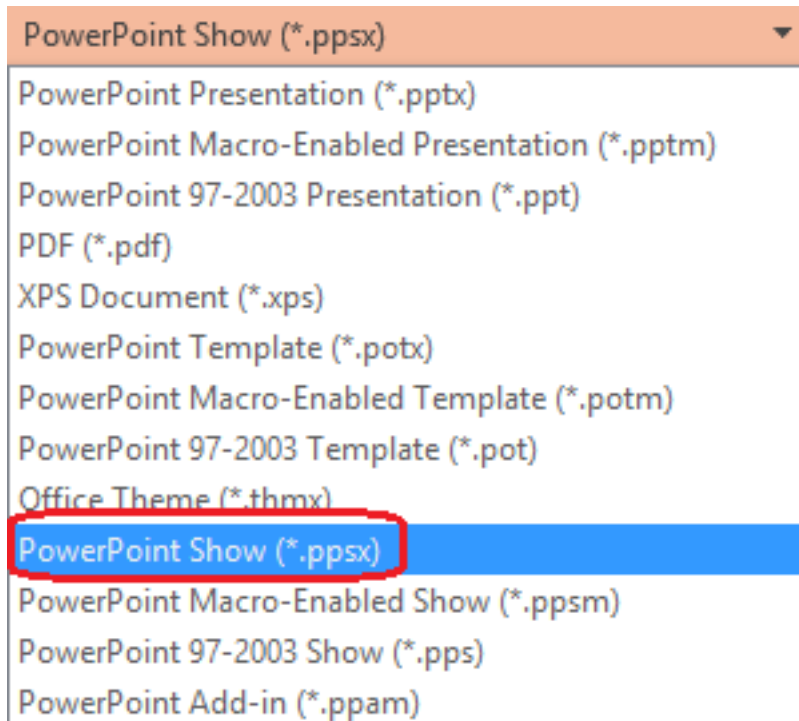 PowerPoint Show (*.ppsx)
PowerPoint Presentation (*.pptx)
PowerPoint Macro-Enabled Presentation (*.pptm)
PowerPoint 97-2003 Presentation (*.ppt)
PDF (*.pdf)
XPS Document (*.xps)
PowerPoint Template (*.potx)
PowerPoint Macro-Enabled Template (*.potm)
PowerPoint 97-2003 Template (*.pot)
Office Theme (*.thmx)
PowerPoint Show (*.ppsx)
PowerPoint Macro-Enabled Show (*.ppsm)
PowerPoint 97-2003 Show (*.pps)
PowerPoint Add-in (*.ppam)